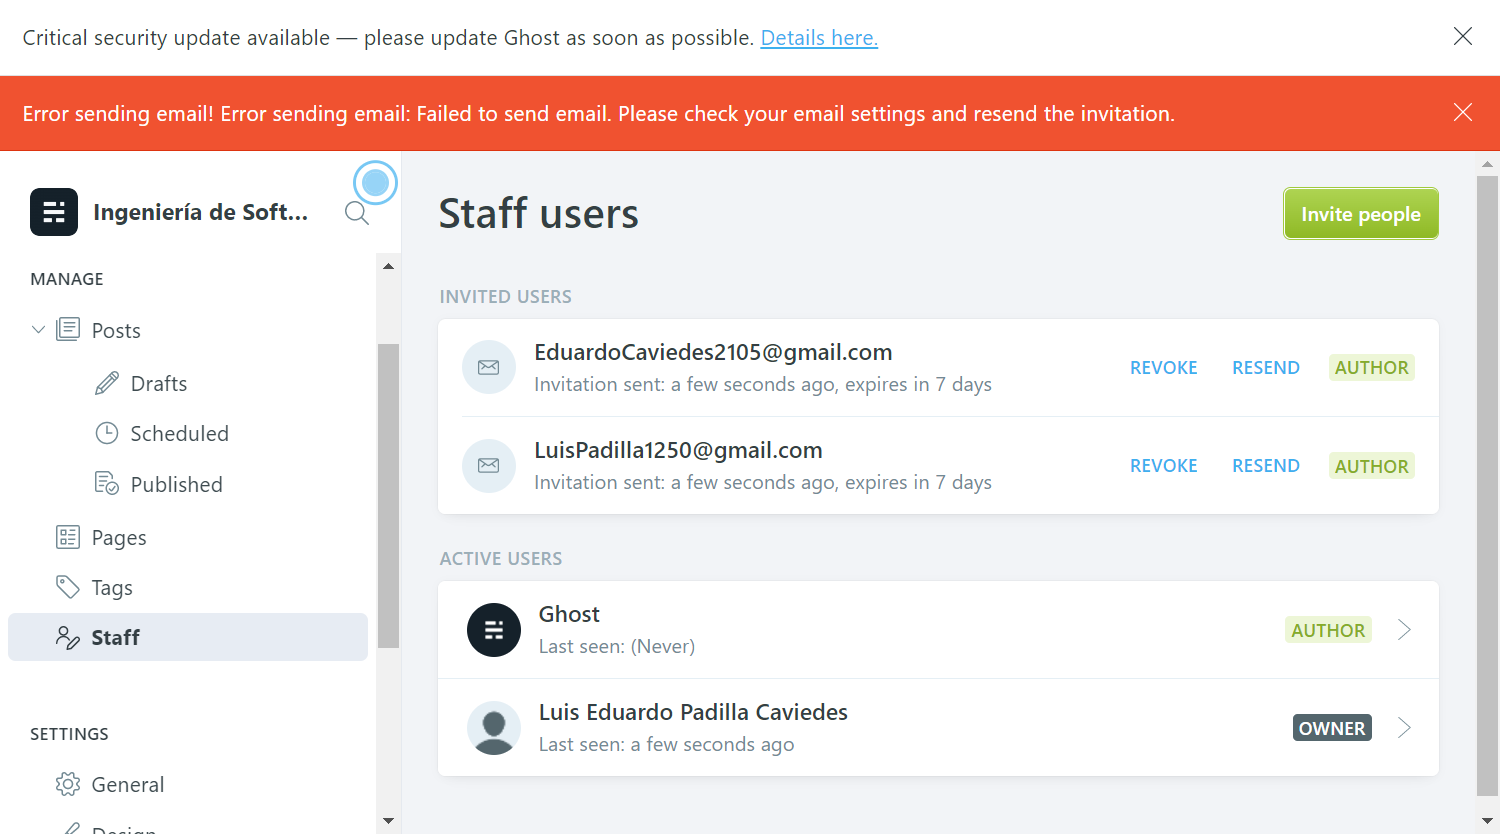 Critical security update available — please update Ghost as soon as possible. Details here.
Error sending email! Error sending email: Failed to send email. Please check your email settings and resend the invitation.
Ingeniería de Soft...
MANAGE
Posts
Drafts
Scheduled
Published
Pages
Tags
Staff
SETTINGS
General
Design
Staff users
Invite people
INVITED USERS
EduardoCaviedes2105@gmail.com
Invitation sent: a few seconds ago, expires in 7 days
REVOKE RESEND AUTHOR
LuisPadilla1250@gmail.com
Invitation sent: a few seconds ago, expires in 7 days
REVOKE RESEND AUTHOR
ACTIVE USERS
Ghost
Last seen: (Never)
AUTHOR
Luis Eduardo Padilla Caviedes
Last seen: a few seconds ago
OWNER